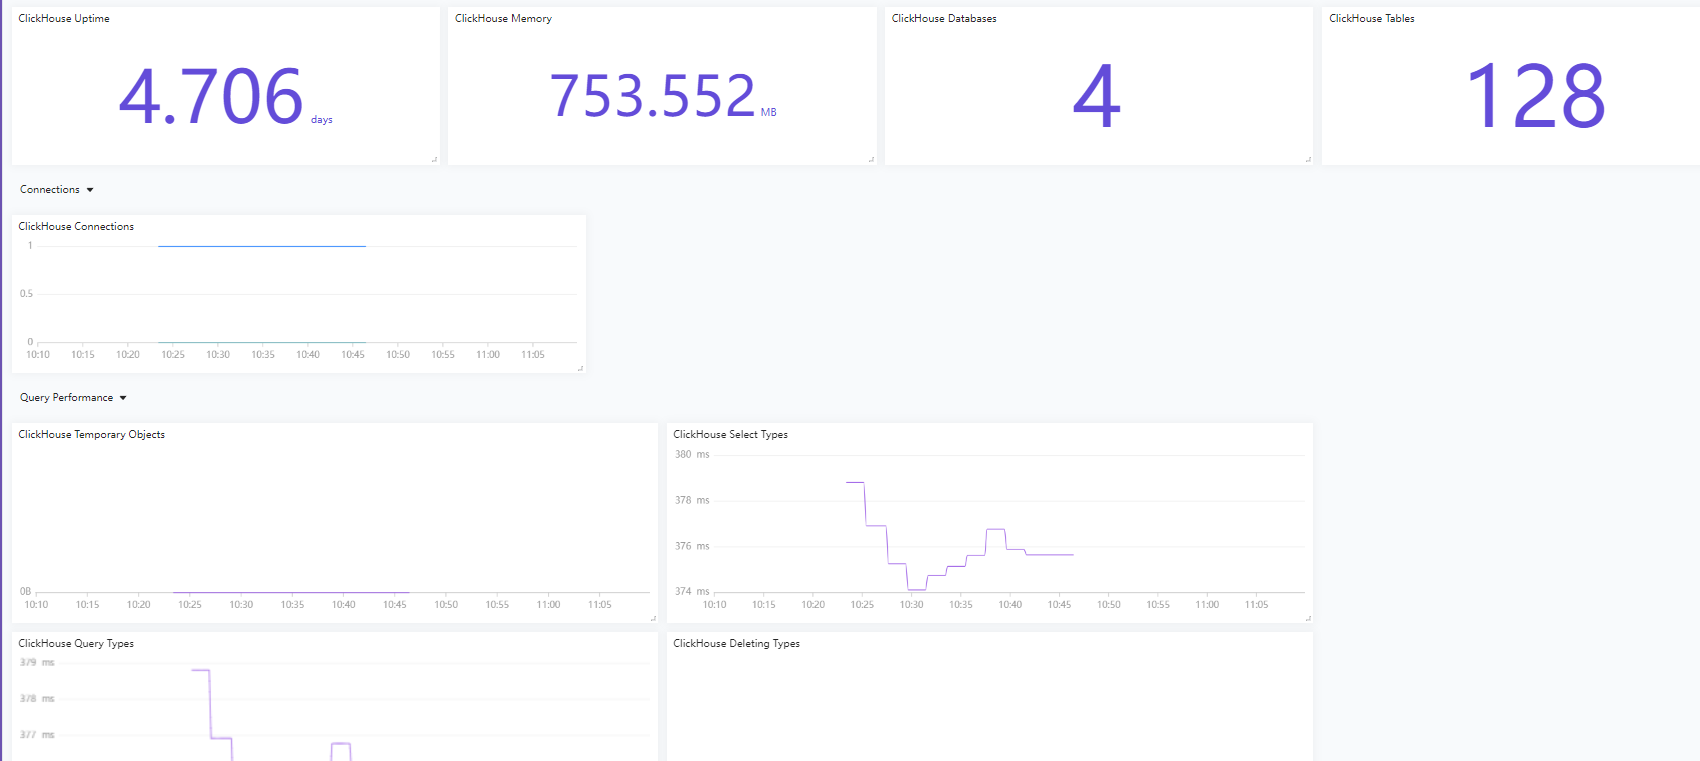 ClickHouse Uptime
4.706 days
ClickHouse Memory
753.552 MB
ClickHouse Databases
4
ClickHouse Tables
128
Connections
ClickHouse Connections
1
0.5
0
10:10 10:15 10:20 10:25 10:30 10:35 10:40 10:45 10:50 10:55 11:00 11:05
Query Performance
ClickHouse Temporary Objects
0B
10:10 10:15 10:20 10:25 10:30 10:35 10:40 10:45 10:50 10:55 11:00 11:05
ClickHouse Select Types
380 ms
378 ms
376 ms
374 ms
10:10 10:15 10:20 10:25 10:30 10:35 10:40 10:45 10:50 10:55 11:00 11:05
ClickHouse Query Types
379 ms
378 ms
377 ms
ClickHouse Deleting Types